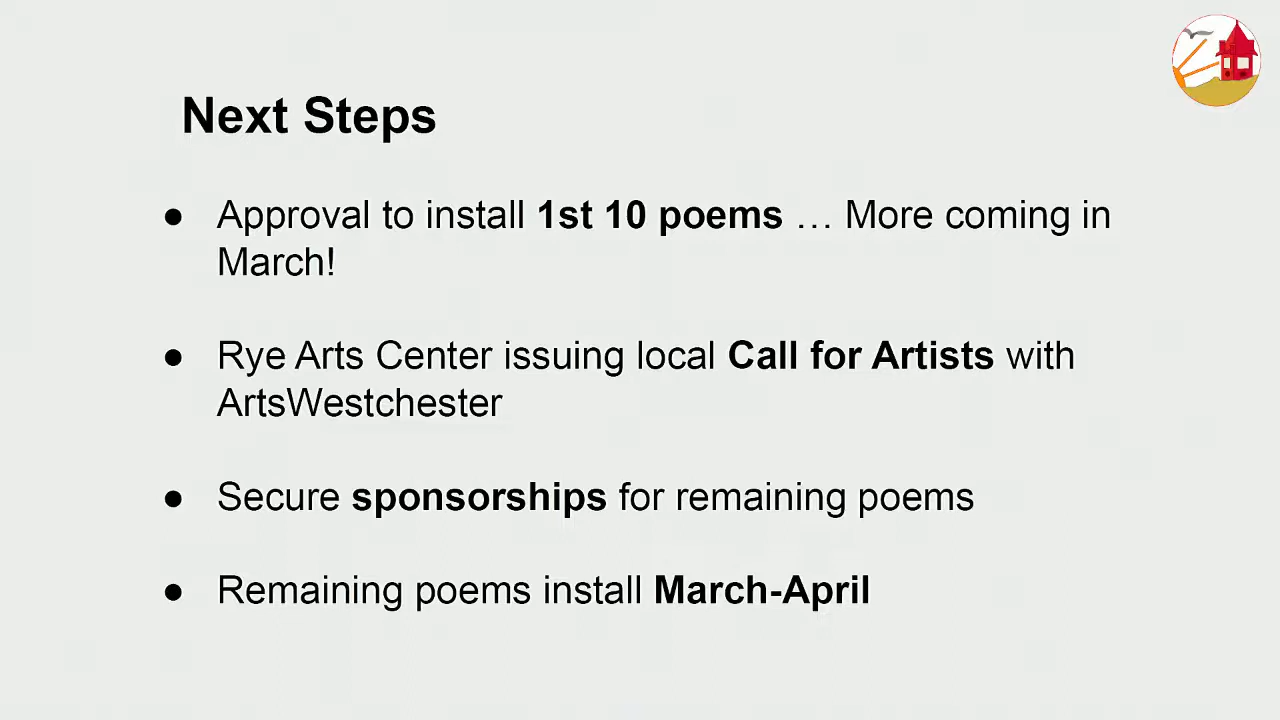 Next Steps
● Approval to install 1st 10 poems … More coming in
March!
● Rye Arts Center issuing local Call for Artists with
ArtsWestchester
● Secure sponsorships for remaining poems
● Remaining poems install March-April